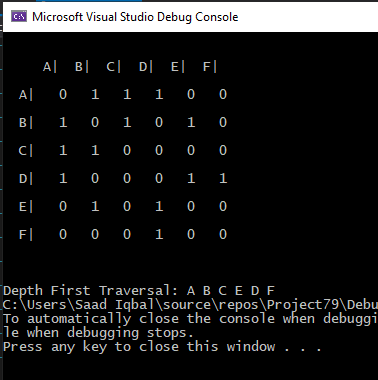 C:\ Microsoft Visual Studio Debug Console
A| B| C| D| E| F|
A| 0 1 1 1 0 0
B| 1 0 1 0 1 0
C| 1 1 0 0 0 0
D| 1 0 0 0 1 1
E| 0 1 0 1 0 0
F| 0 0 0 1 0 0
Depth First Traversal: A B C E D F
C:\Users\Saad Iqbal\source\repos\Project79\Debu
To automatically close the console when debuggi
le when debugging stops.
Press any key to close this window . . .